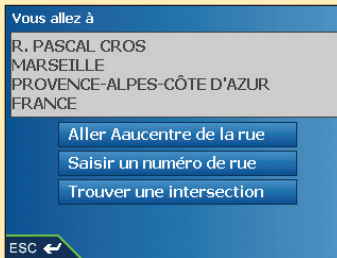 Vous allez à
R. PASCAL CROS
MARSEILLE
PROVENCE-ALPES-CÔTE D'AZUR
FRANCE
Aller Aaucentre de la rue
Saisir un numéro de rue
Trouver une intersection
ESC